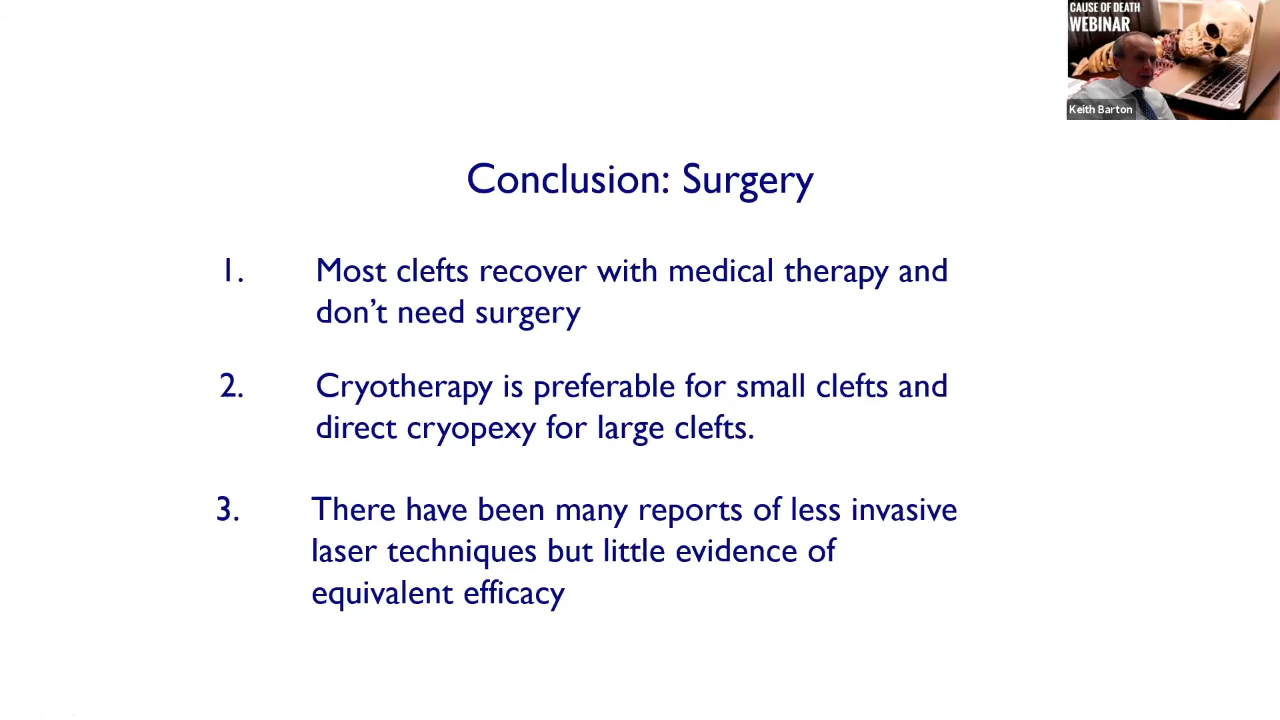 CAUSE OF DEATH
WEBINAR
Keith Barton
Conclusion: Surgery
1. Most clefts recover with medical therapy and
don’t need surgery
2. Cryotherapy is preferable for small clefts and
direct cryopexy for large clefts.
3. There have been many reports of less invasive
laser techniques but little evidence of
equivalent efficacy